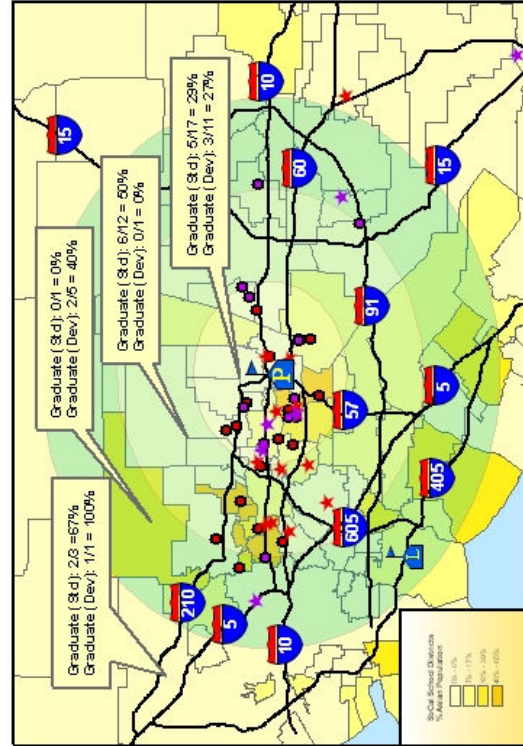 Graduate (Std): 2/3 =67%
Graduate (Dev): 1/1 = 100%
Graduate (Std): 0/1 = 0%
Graduate (Dev): 2/5 = 40%
Graduate (Std): 6/12 = 50%
Graduate (Dev): 0/1 = 0%
Graduate (Std): 5/17 = 29%
Graduate (Dev): 3/11 = 27%
15
10
210
5
10
60
15
91
57
5
605
405
P
L
SoCal School Districts
% Asian Population